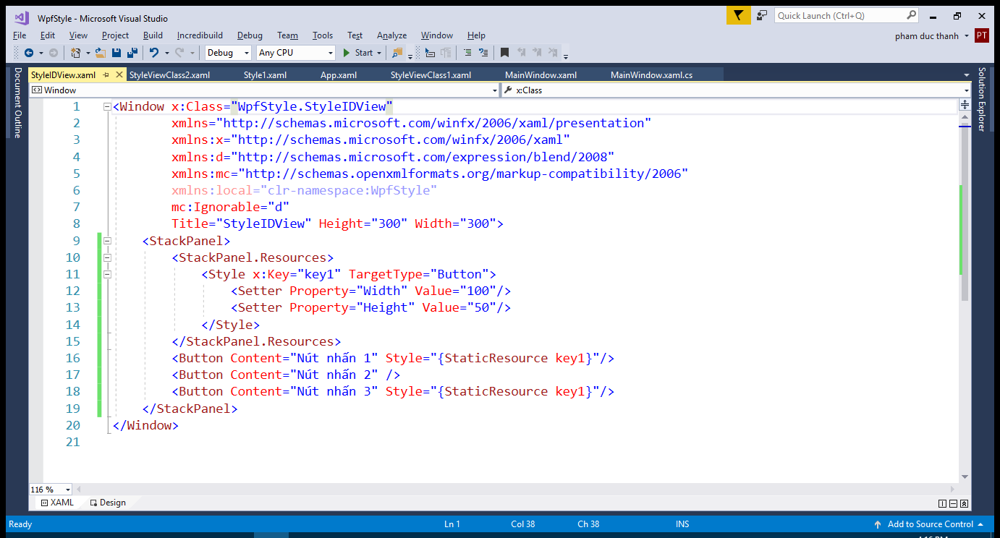 WpfStyle - Microsoft Visual Studio
Quick Launch (Ctrl+Q)
File Edit View Project Build Incredibuild Debug Team Tools Test Analyze Window Help
pham duc thanh PT
Debug Any CPU Start
Document Outline
StyleIDView.xaml StyleViewClass2.xaml Style1.xaml App.xaml StyleViewClass1.xaml MainWindow.xaml MainWindow.xaml.cs
Solution Explorer
Window x:Class
1 <Window x:Class="WpfStyle.StyleIDView"
2 xmlns="http://schemas.microsoft.com/winfx/2006/xaml/presentation"
3 xmlns:x="http://schemas.microsoft.com/winfx/2006/xaml"
4 xmlns:d="http://schemas.microsoft.com/expression/blend/2008"
5 xmlns:mc="http://schemas.openxmlformats.org/markup-compatibility/2006"
6 xmlns:local="clr-namespace:WpfStyle"
7 mc:Ignorable="d"
8 Title="StyleIDView" Height="300" Width="300">
9 <StackPanel>
10 <StackPanel.Resources>
11 <Style x:Key="key1" TargetType="Button">
12 <Setter Property="Width" Value="100"/>
13 <Setter Property="Height" Value="50"/>
14 </Style>
15 </StackPanel.Resources>
16 <Button Content="Nút nhấn 1" Style="{StaticResource key1}"/>
17 <Button Content="Nút nhấn 2" />
18 <Button Content="Nút nhấn 3" Style="{StaticResource key1}"/>
19 </StackPanel>
20 </Window>
21
116 %
XAML Design
Ready Ln 1 Col 38 Ch 38 INS Add to Source Control